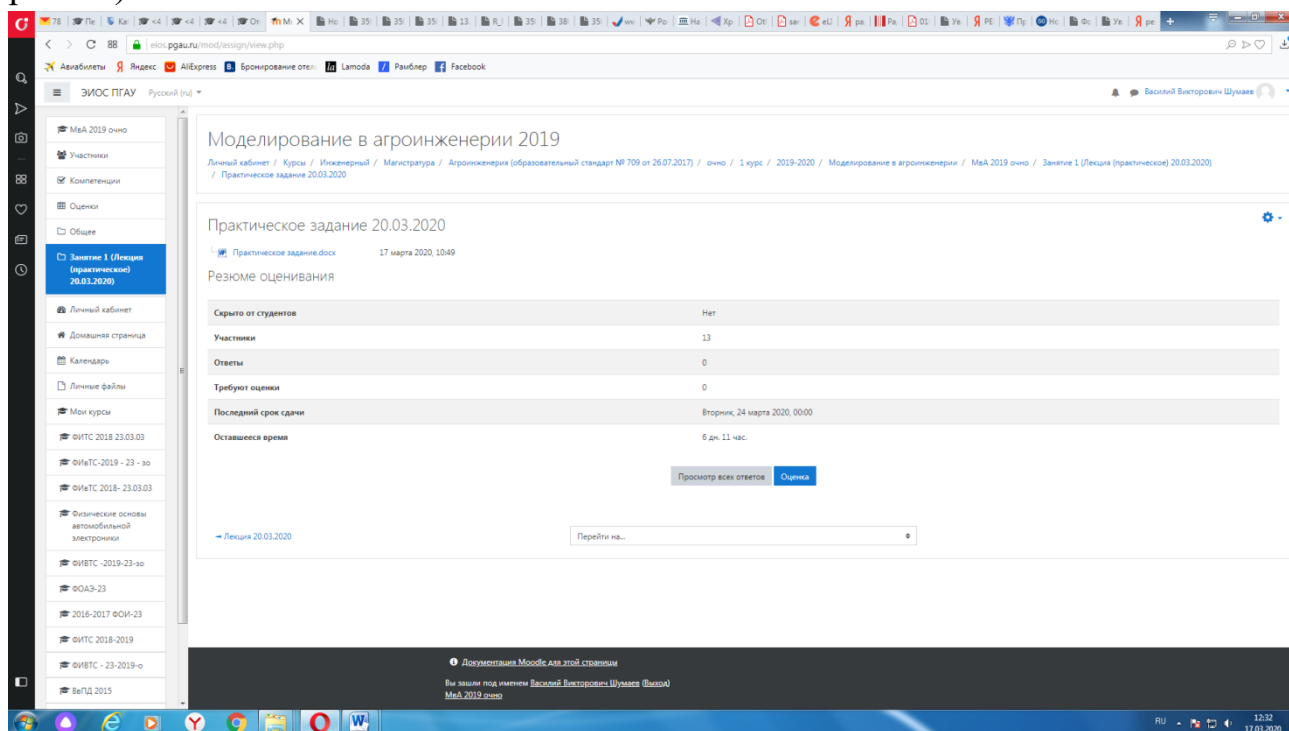 78
eios.pgau.ru/mod/assign/view.php
Авиабилеты Яндекс AliExpress Бронирование отел Lamoda Рамблер Facebook
ЭИОС ПГАУ Русский (ru) Василий Викторович Шумаев
МвА 2019 очно
Участники
Компетенции
Оценки
Общее
Занятие 1 (Лекция
(практическое)
20.03.2020)
Личный кабинет
Домашняя страница
Календарь
Личные файлы
Мои курсы
ФИТС 2018 23.03.03
ФИвТС-2019 - 23 - зо
ФИвТС 2018- 23.03.03
Физические основы
автомобильной
электроники
ФИВТС -2019-23-зо
ФОАЭ-23
2016-2017 ФОИ-23
ФИТС 2018-2019
ФИВТС - 23-2019-о
ВеПД 2015
Моделирование в агроинженерии 2019
Личный кабинет / Курсы / Инженерный / Магистратура / Агроинженерия (образовательный стандарт № 709 от 26.07.2017) / очно / 1 курс / 2019-2020 / Моделирование в агроинженерии / МвА 2019 очно / Занятие 1 (Лекция (практическое) 20.03.2020)
/ Практическое задание 20.03.2020
Практическое задание 20.03.2020
Практическое задание.docx 17 марта 2020, 10:49
Резюме оценивания
Скрыто от студентов Нет
Участники 13
Ответы 0
Требуют оценки 0
Последний срок сдачи Вторник, 24 марта 2020, 00:00
Оставшееся время 6 дн. 11 час.
Просмотр всех ответов Оценка
→ Лекция 20.03.2020 Перейти на...
Документация Moodle для этой страницы
Вы зашли под именем Василий Викторович Шумаев (Выход)
МвА 2019 очно
RU 12:32
17.03.2020